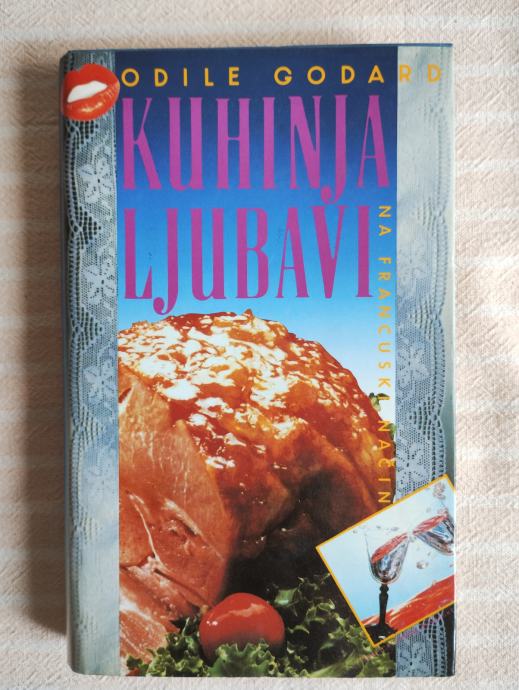 ODILE GODARD
KUHINJA
LJUBAVI
NA FRANCUSKI NAČIN